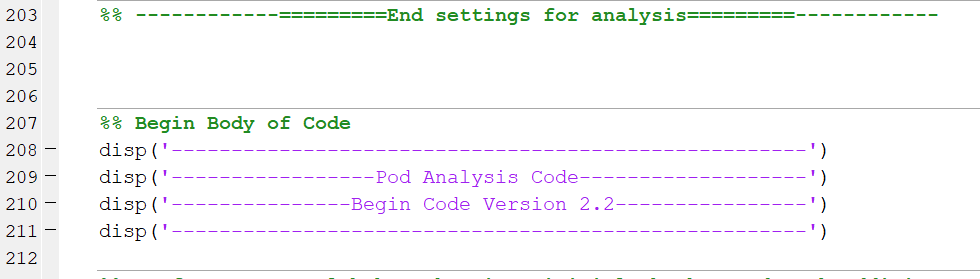 203 %% ------------=========End settings for analysis=========------------
204
205
206
207 %% Begin Body of Code
208 – disp('-----------------------------------------------------')
209 – disp('-----------------Pod Analysis Code-------------------')
210 – disp('---------------Begin Code Version 2.2----------------')
211 – disp('-----------------------------------------------------')
212